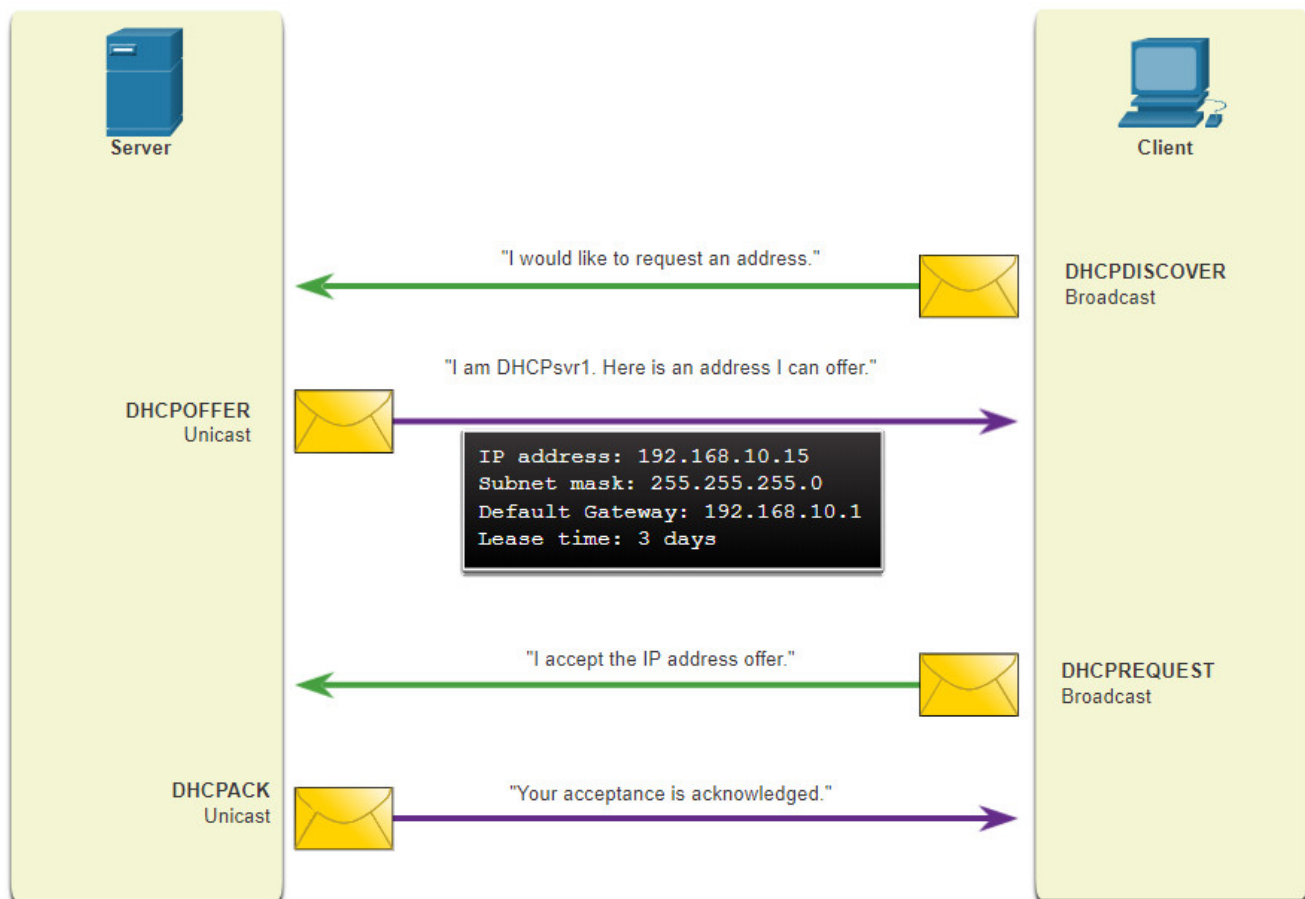 Server
Client
"I would like to request an address."
DHCPDISCOVER
Broadcast
"I am DHCPsvr1. Here is an address I can offer."
DHCPOFFER
Unicast
IP address: 192.168.10.15
Subnet mask: 255.255.255.0
Default Gateway: 192.168.10.1
Lease time: 3 days
"I accept the IP address offer."
DHCPREQUEST
Broadcast
DHCPACK
Unicast
"Your acceptance is acknowledged."